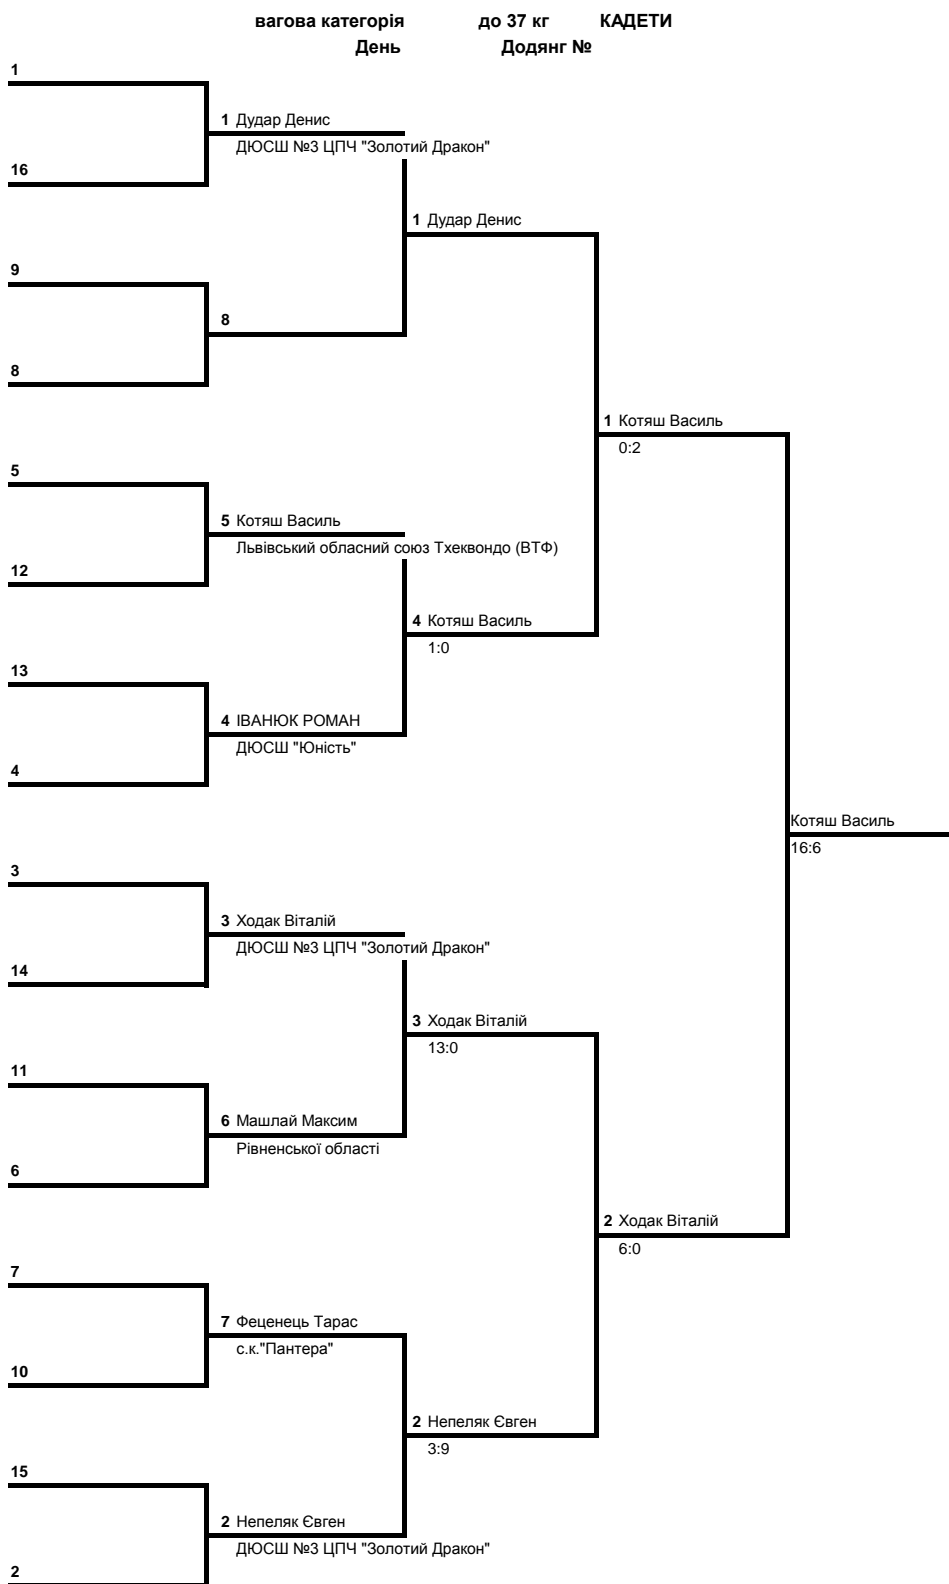 вагова категорія до 37 кг КАДЕТИ
День Додянг №
1
1 Дудар Денис
ДЮСШ №3 ЦПЧ "Золотий Дракон"
16
1 Дудар Денис
9
8
8
1 Котяш Василь
0:2
5
5 Котяш Василь
Львівський обласний союз Тхеквондо (ВТФ)
12
4 Котяш Василь
1:0
13
4 ІВАНЮК РОМАН
ДЮСШ "Юність"
4
Котяш Василь
16:6
3
3 Ходак Віталій
ДЮСШ №3 ЦПЧ "Золотий Дракон"
14
3 Ходак Віталій
13:0
11
6 Машлай Максим
Рівненської області
6
2 Ходак Віталій
6:0
7
7 Феценець Тарас
с.к."Пантера"
10
2 Непеляк Євген
3:9
15
2 Непеляк Євген
ДЮСШ №3 ЦПЧ "Золотий Дракон"
2